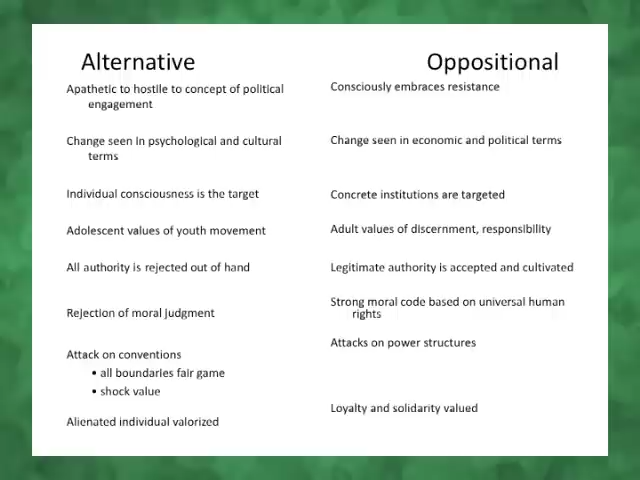 Alternative
Apathetic to hostile to concept of political
engagement
Change seen in psychological and cultural
terms
Individual consciousness is the target
Adolescent values of youth movement
All authority is rejected out of hand
Rejection of moral judgment
Attack on conventions
• all boundaries fair game
• shock value
Alienated individual valorized
Oppositional
Consciously embraces resistance
Change seen in economic and political terms
Concrete institutions are targeted
Adult values of discernment, responsibility
Legitimate authority is accepted and cultivated
Strong moral code based on universal human
rights
Attacks on power structures
Loyalty and solidarity valued